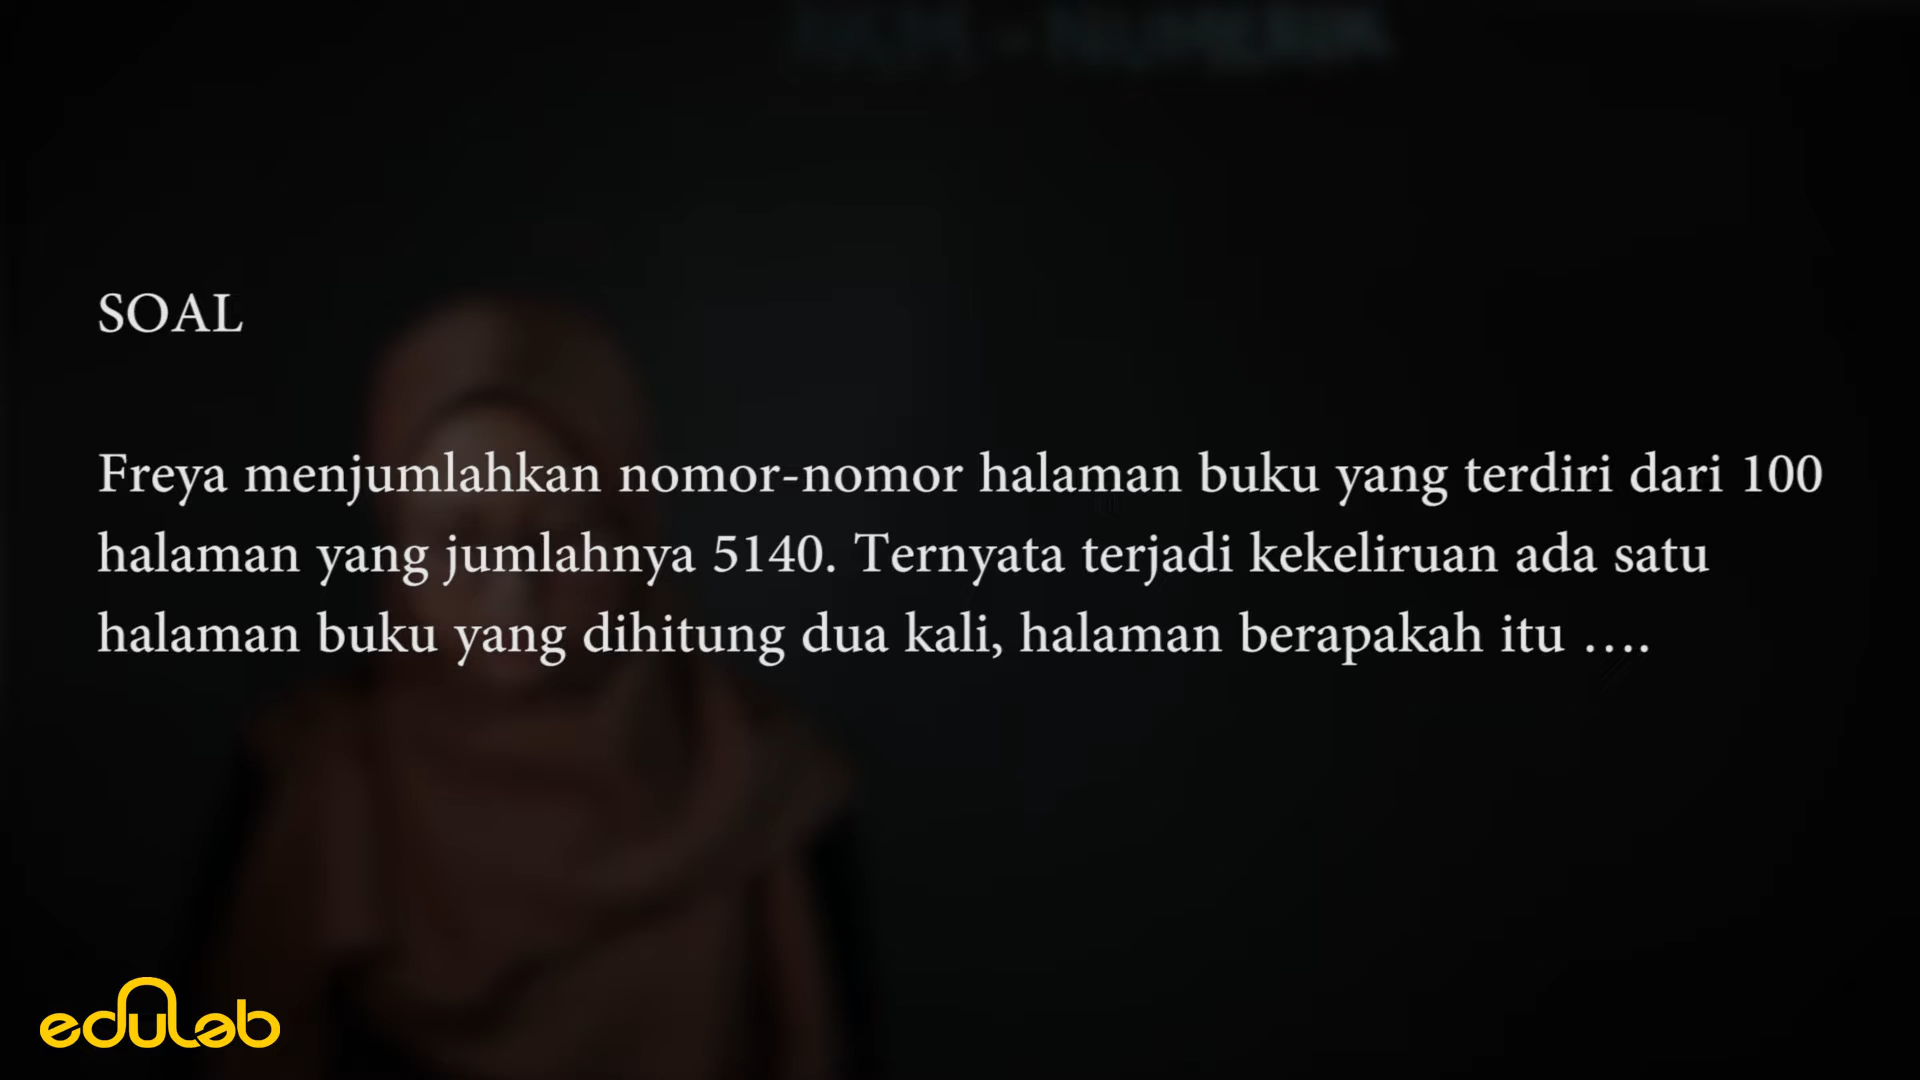 SOAL
Freya menjumlahkan nomor-nomor halaman buku yang terdiri dari 100
halaman yang jumlahnya 5140. Ternyata terjadi kekeliruan ada satu
halaman buku yang dihitung dua kali, halaman berapakah itu ....
edulab